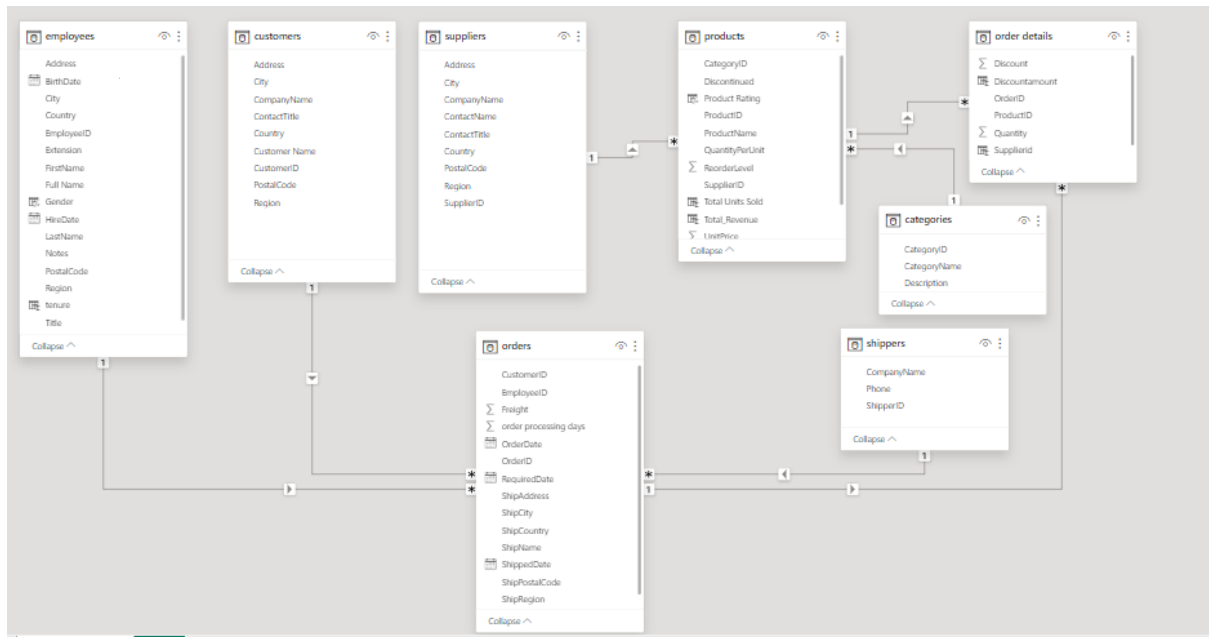 employees
Address
BirthDate
City
Country
EmployeeID
Extension
FirstName
Full Name
Gender
HireDate
LastName
Notes
PostalCode
Region
tenure
Title
Collapse
1
customers
Address
City
CompanyName
ContactTitle
Country
Customer Name
CustomerID
PostalCode
Region
Collapse
1
suppliers
Address
City
CompanyName
ContactName
ContactTitle
Country
PostalCode
Region
SupplierID
Collapse
1
*
products
CategoryID
Discontinued
Product Rating
ProductID
ProductName
QuantityPerUnit
ReorderLevel
SupplierID
Total Units Sold
Total_Revenue
UnitPrice
Collapse
1
*
*
order details
Discount
Discountamount
OrderID
ProductID
Quantity
Supplierid
Collapse
*
1
categories
CategoryID
CategoryName
Description
Collapse
shippers
CompanyName
Phone
ShipperID
Collapse
1
orders
CustomerID
EmployeeID
Freight
order processing days
OrderDate
OrderID
RequiredDate
ShipAddress
ShipCity
ShipCountry
ShipName
ShippedDate
ShipPostalCode
ShipRegion
Collapse
*
*
*
1